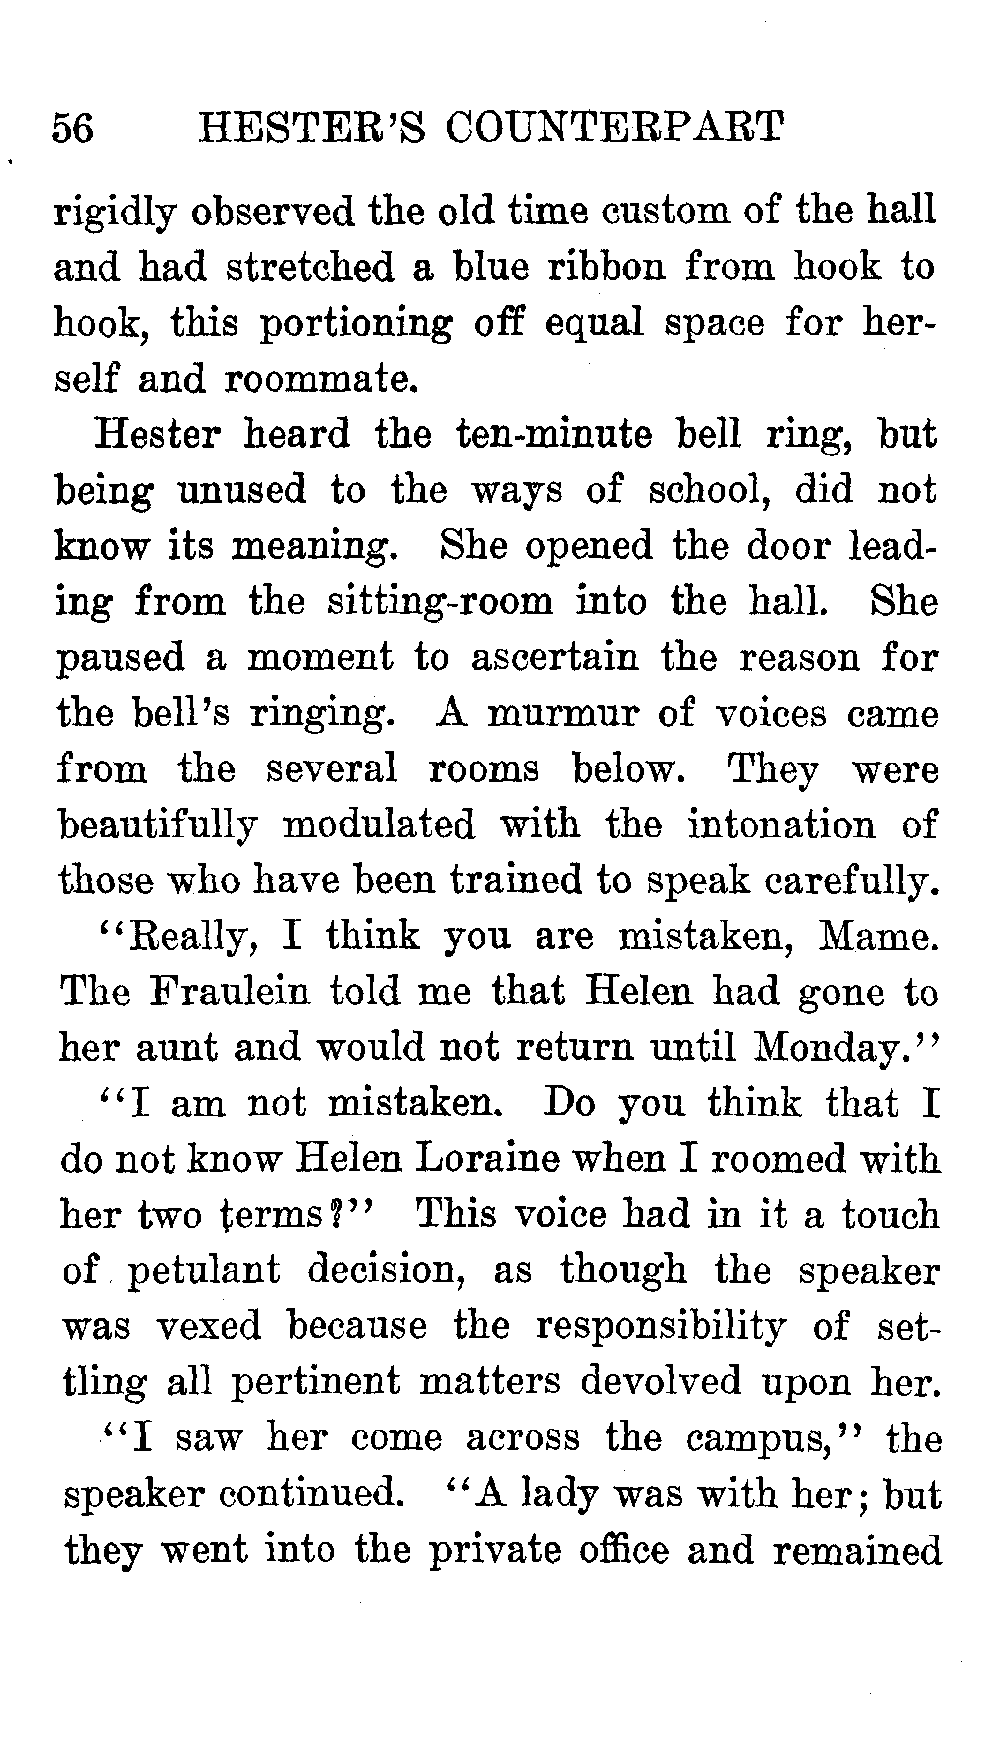 56 HESTER'S COUNTERPART
rigidly observed the old time custom of the hall
and had stretched a blue ribbon from hook to
hook, this portioning off equal space for her-
self and roommate.
Hester heard the ten-minute bell ring, but
being unused to the ways of school, did not
know its meaning. She opened the door lead-
ing from the sitting-room into the hall. She
paused a moment to ascertain the reason for
the bell's ringing. A murmur of voices came
from the several rooms below. They were
beautifully modulated with the intonation of
those who have been trained to speak carefully.
"Really, I think you are mistaken, Mame.
The Fraulein told me that Helen had gone to
her aunt and would not return until Monday."
"I am not mistaken. Do you think that I
do not know Helen Loraine when I roomed with
her two terms?" This voice had in it a touch
of petulant decision, as though the speaker
was vexed because the responsibility of set-
tling all pertinent matters devolved upon her.
"I saw her come across the campus," the
speaker continued. "A lady was with her; but
they went into the private office and remained